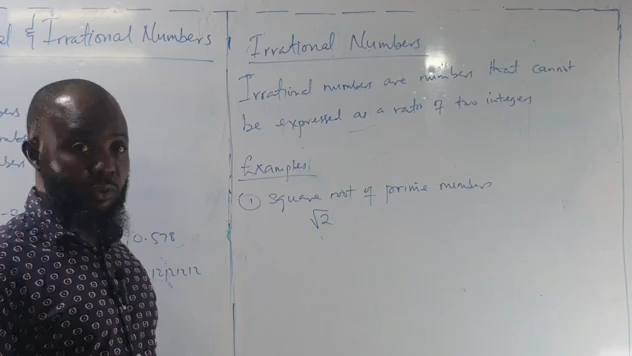 & Irrational Numbers
0.578
12121212
Irrational Numbers
Irrational numbers are numbers that cannot
be expressed as a ratio of two integers
Examples:
① Square root of prime numbers
√2